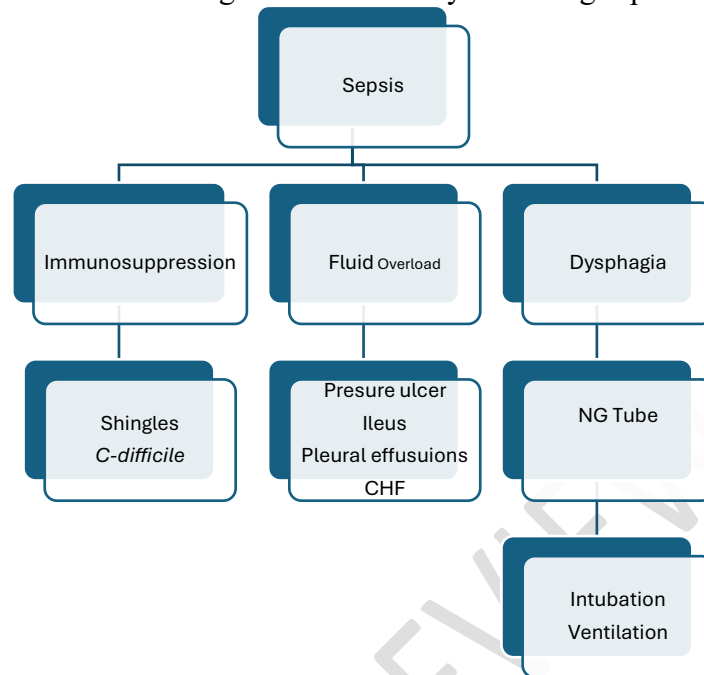 Sepsis
Immunosuppression
Fluid Overload
Dysphagia
Shingles
C-difficile
Presure ulcer
Ileus
Pleural effusuions
CHF
NG Tube
Intubation
Ventilation